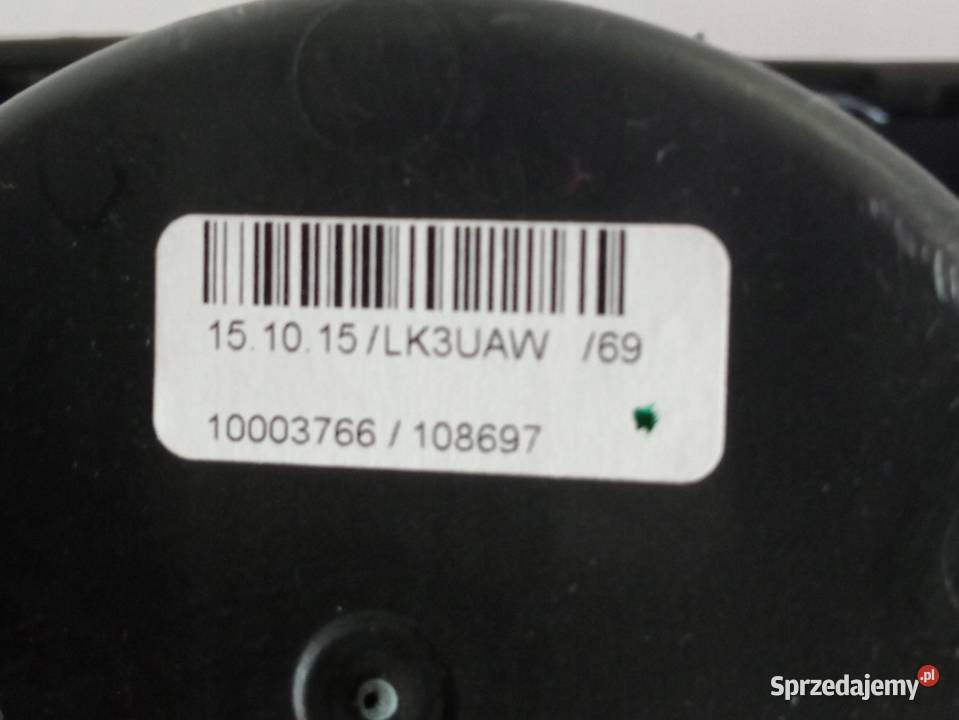 15.10.15/LK3UAW /69
10003766 / 108697
Sprzedajemy.pl